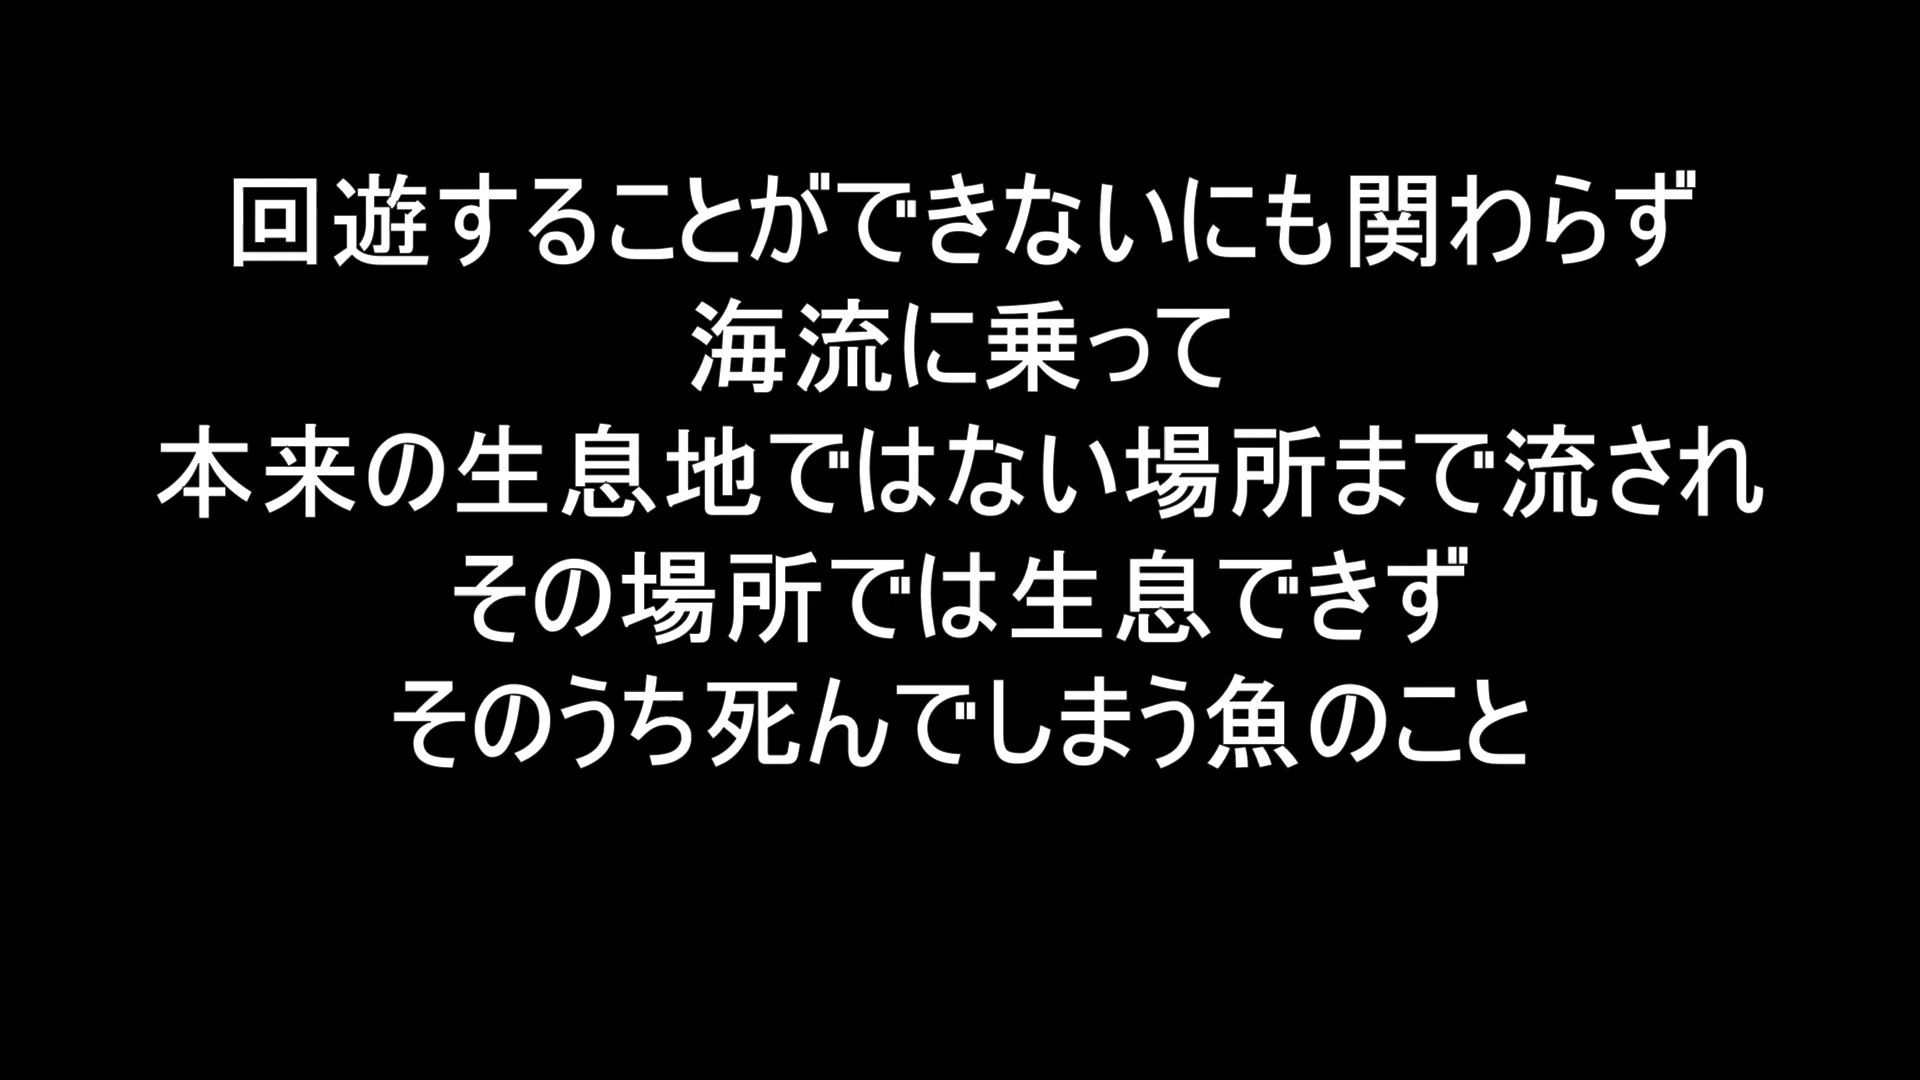 回遊することができないにも関わらず
海流に乗って
本来の生息地ではない場所まで流され
その場所では生息できず
そのうち死んでしまう魚のこと